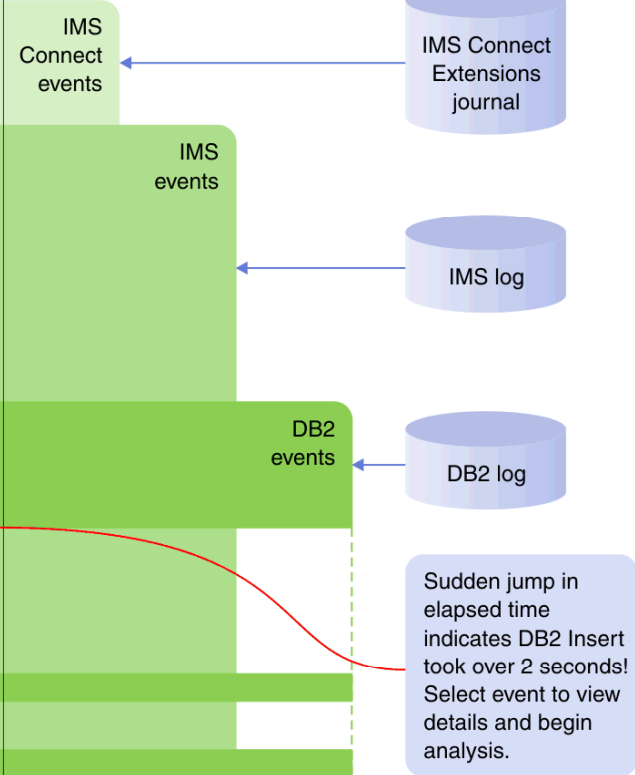 IMS
Connect
events
IMS Connect
Extensions
journal
IMS
events
IMS log
DB2
events
DB2 log
Sudden jump in
elapsed time
indicates DB2 Insert
took over 2 seconds!
Select event to view
details and begin
analysis.